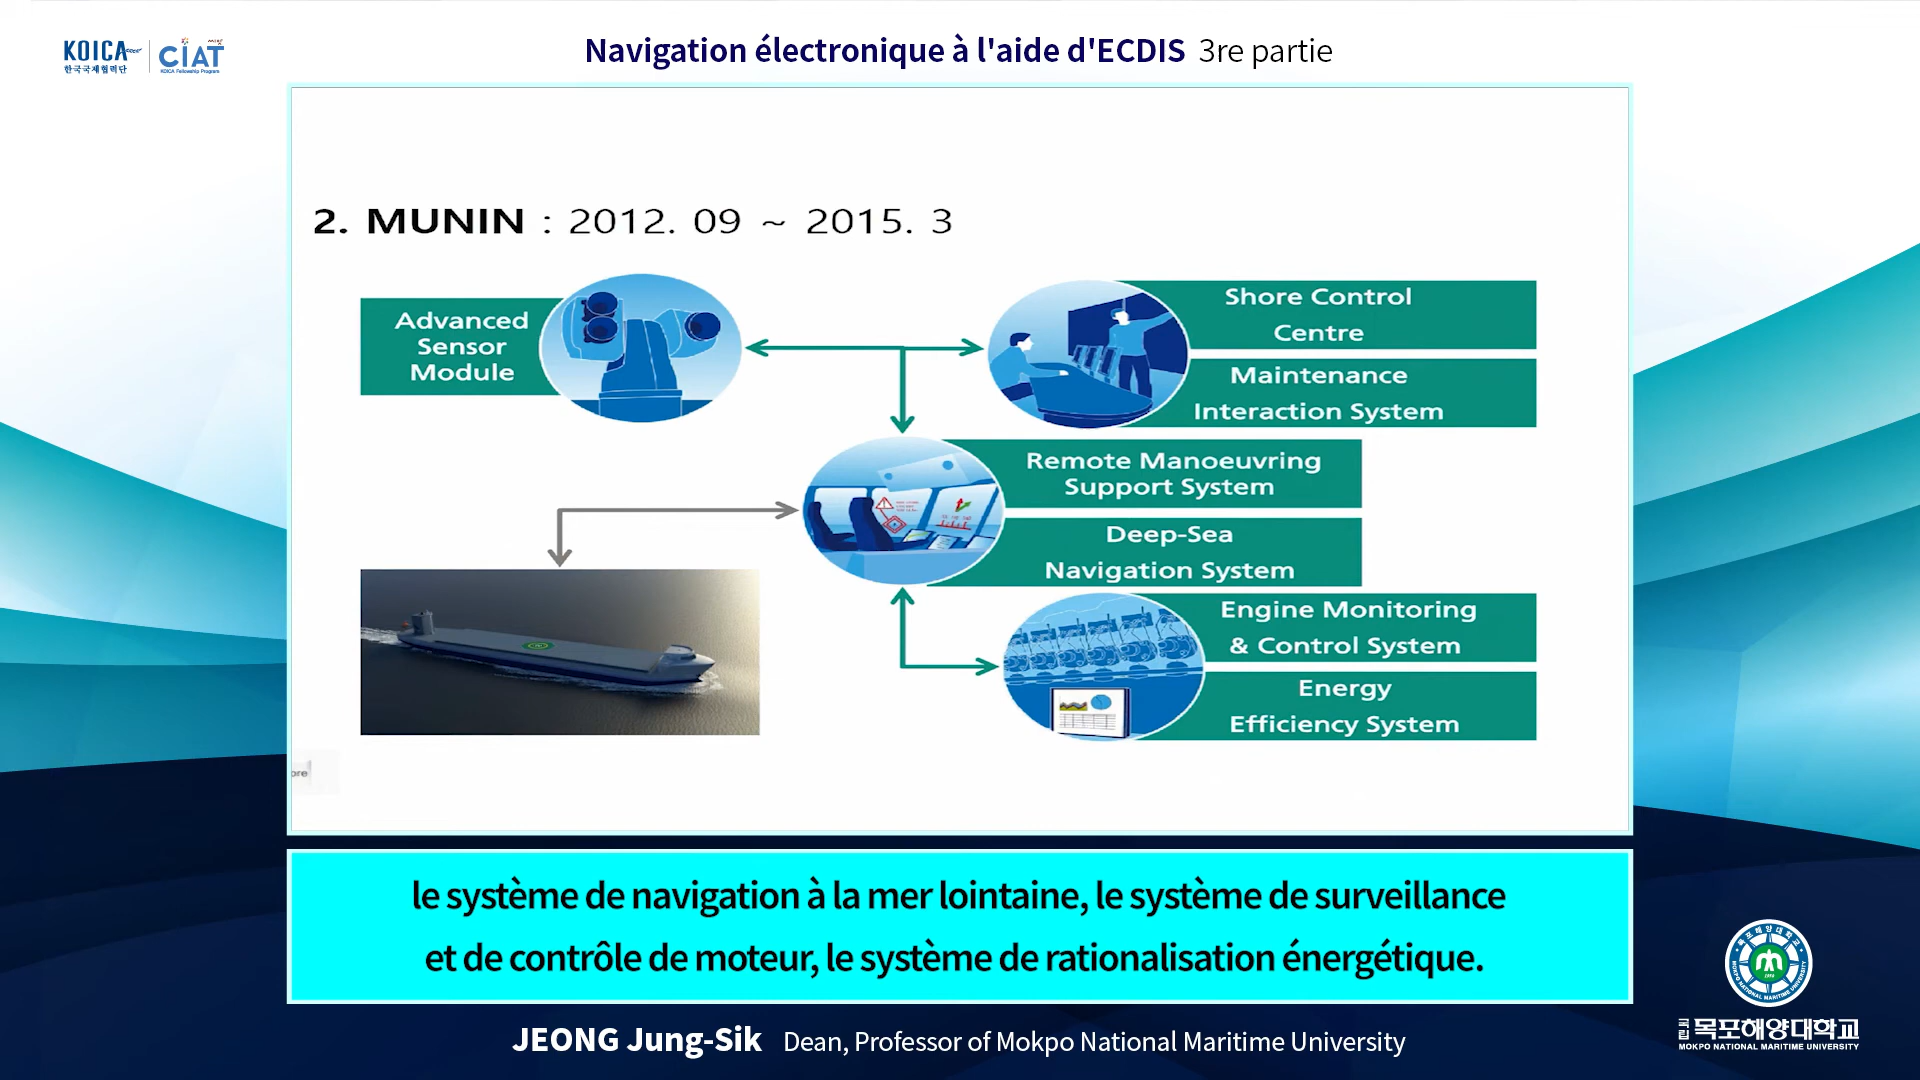 KOICA
한국국제협력단
CIAT
KOICA Fellowship Program
Navigation électronique à l'aide d'ECDIS 3re partie
2. MUNIN : 2012. 09 ~ 2015. 3
Advanced
Sensor
Module
Shore Control
Centre
Maintenance
Interaction System
Remote Manoeuvring
Support System
Deep-Sea
Navigation System
Engine Monitoring
& Control System
Energy
Efficiency System
ore
le système de navigation à la mer lointaine, le système de surveillance
et de contrôle de moteur, le système de rationalisation énergétique.
JEONG Jung-Sik Dean, Professor of Mokpo National Maritime University
국립 목포해양대학교
MOKPO NATIONAL MARITIME UNIVERSITY